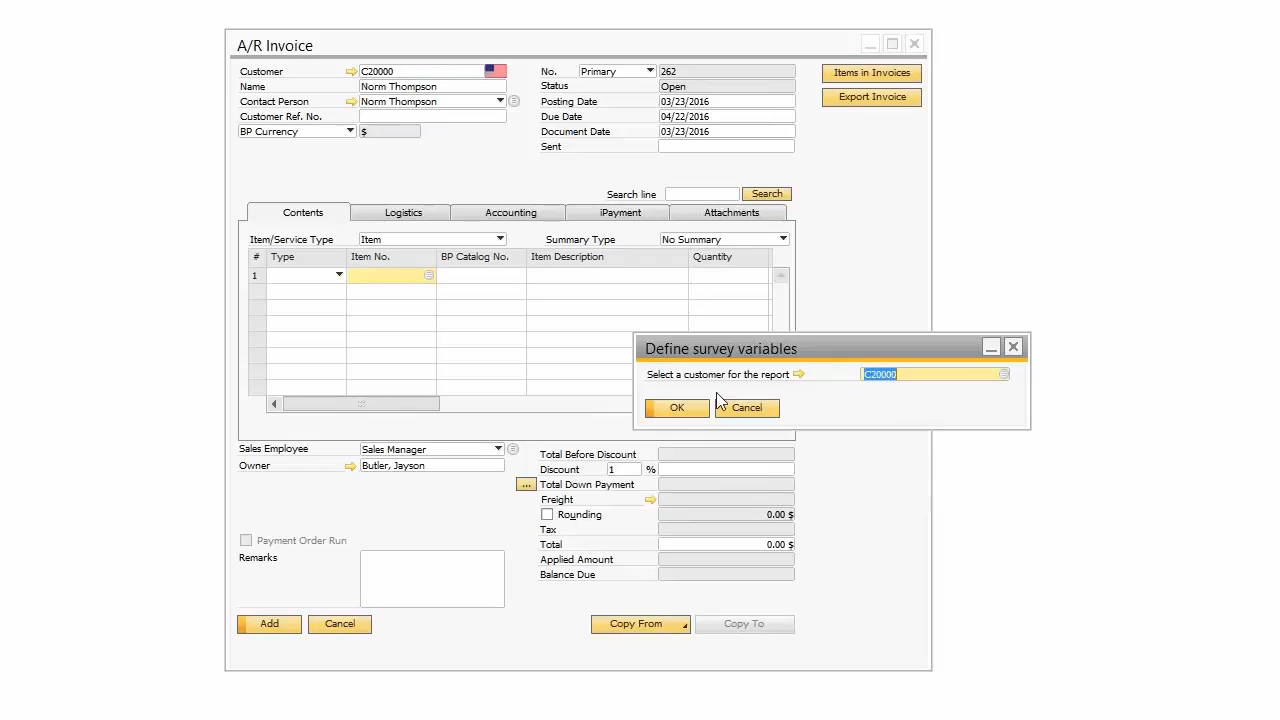 A/R Invoice
Customer C20000 No. Primary 262 Items in Invoices
Name Norm Thompson Status Open
Contact Person Norm Thompson Posting Date 03/23/2016 Export Invoice
Customer Ref. No. Due Date 04/22/2016
BP Currency $ Document Date 03/23/2016
Sent
Search line Search
Contents Logistics Accounting iPayment Attachments
Item/Service Type Item Summary Type No Summary
# Type Item No. BP Catalog No. Item Description Quantity
1
Define survey variables
Select a customer for the report C20000
OK Cancel
Sales Employee Sales Manager Total Before Discount
Owner Butler, Jayson Discount 1 %
... Total Down Payment
Freight
Rounding 0.00 $
Tax
Payment Order Run Total 0.00 $
Remarks Applied Amount
Balance Due
Add Cancel Copy From Copy To